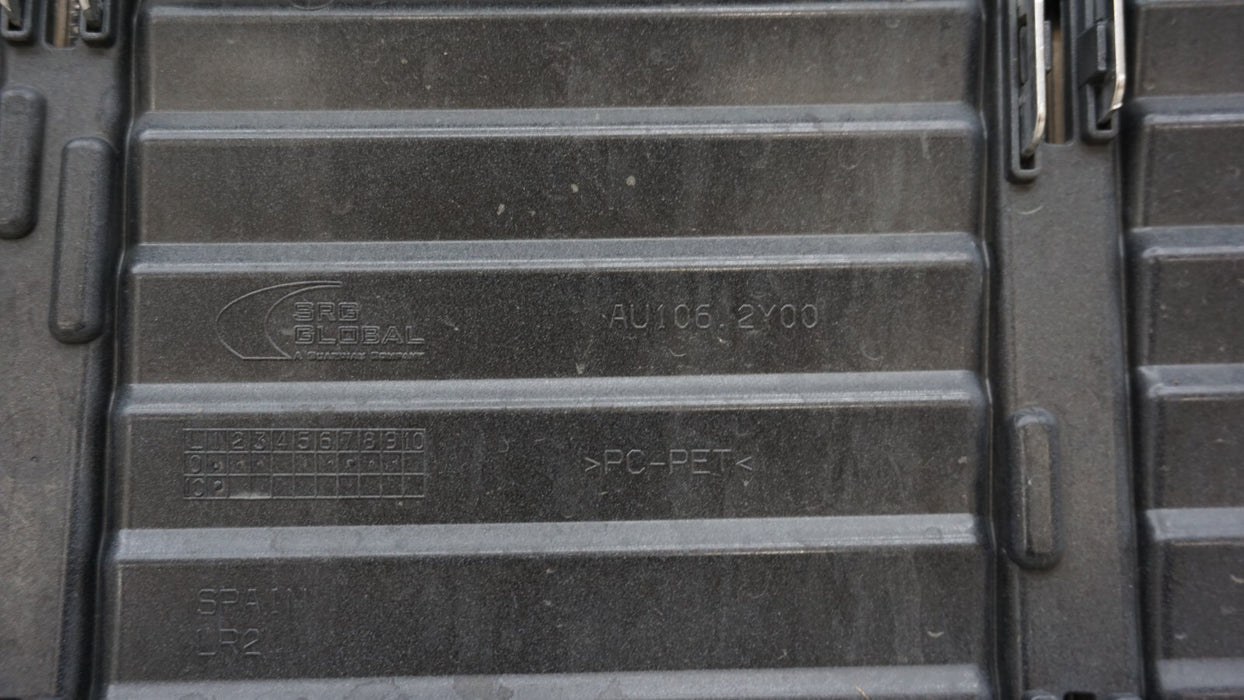 SRG
GLOBAL
A GUARDIAN COMPANY
AU106.2Y00
L 1 2 3 4 5 6 7 8 9 10
0
>PC-PET<
SPAIN
LR2